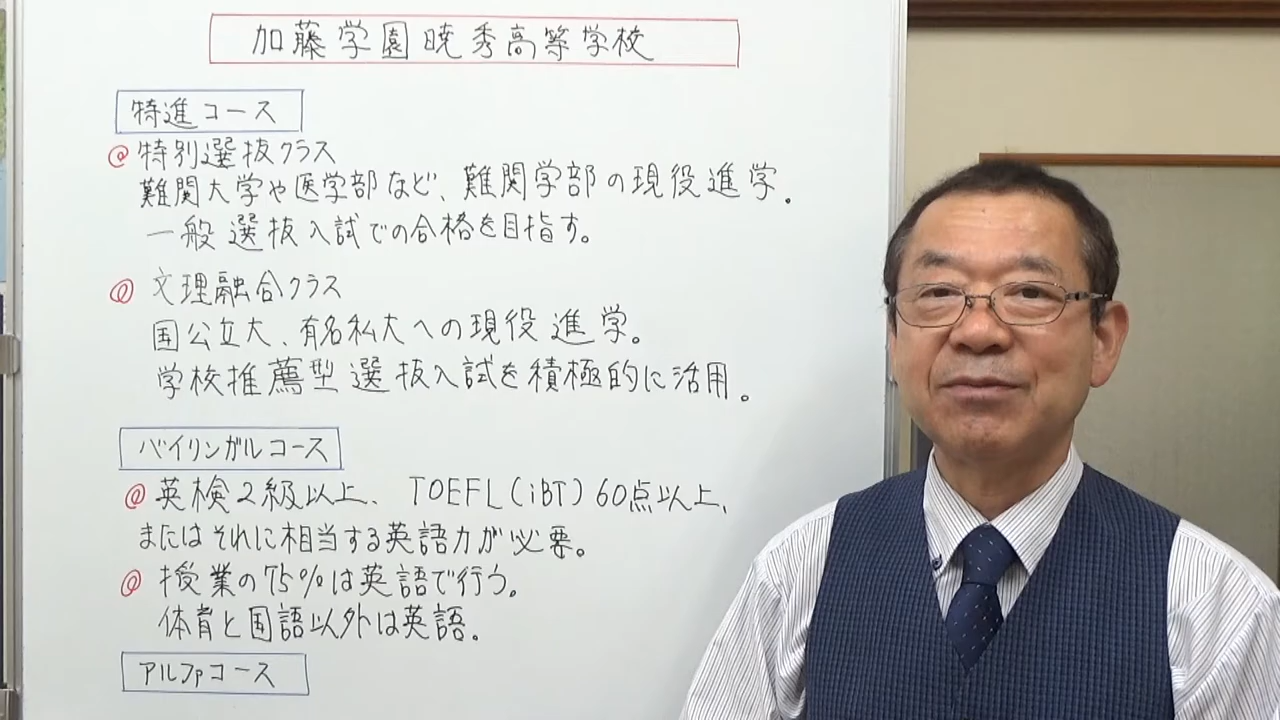 加藤学園暁秀高等学校
特進コース
@ 特別選抜クラス
難関大学や医学部など、難関学部の現役進学。
一般選抜入試での合格を目指す。
@ 文理融合クラス
国公立大、有名私大への現役進学。
学校推薦型選抜入試を積極的に活用。
バイリンガルコース
@ 英検2級以上、TOEFL(iBT)60点以上、
またはそれに相当する英語力が必要。
@ 授業の75%は英語で行う。
体育と国語以外は英語。
アルファコース